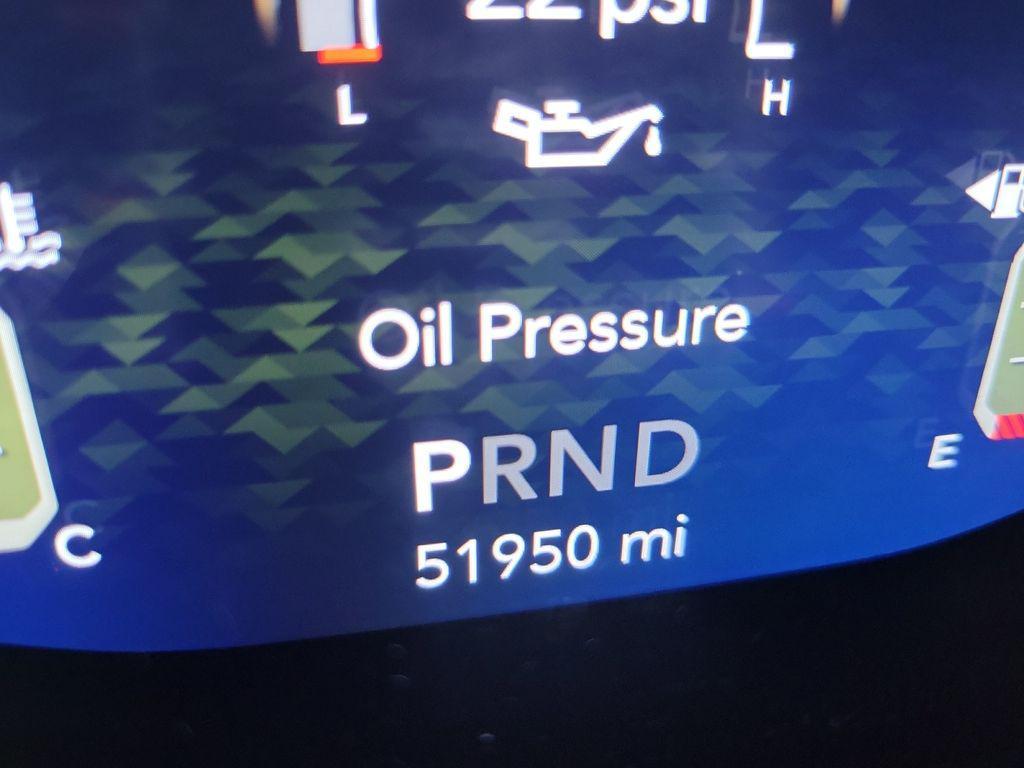 22 psi
L H
Oil Pressure
PRND
E
C
51950 mi